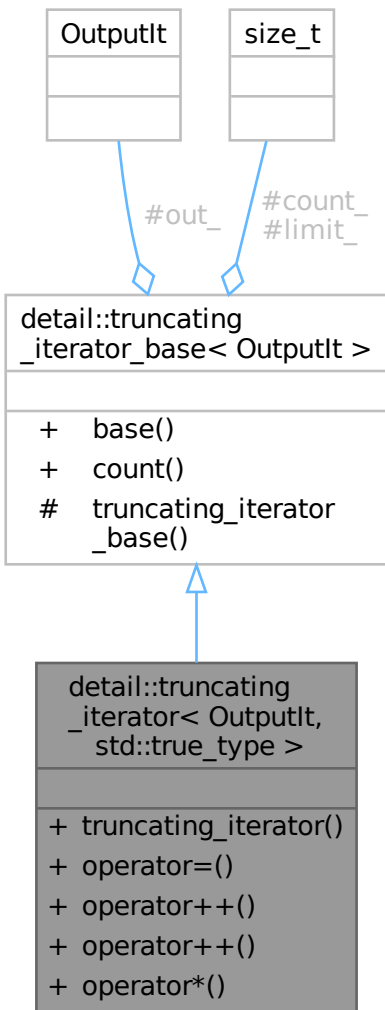 OutputIt
size_t
#out_
#count_
#limit_
detail::truncating
_iterator_base< OutputIt >
+ base()
+ count()
# truncating_iterator
_base()
detail::truncating
_iterator< OutputIt,
std::true_type >
+ truncating_iterator()
+ operator=()
+ operator++()
+ operator++()
+ operator*()